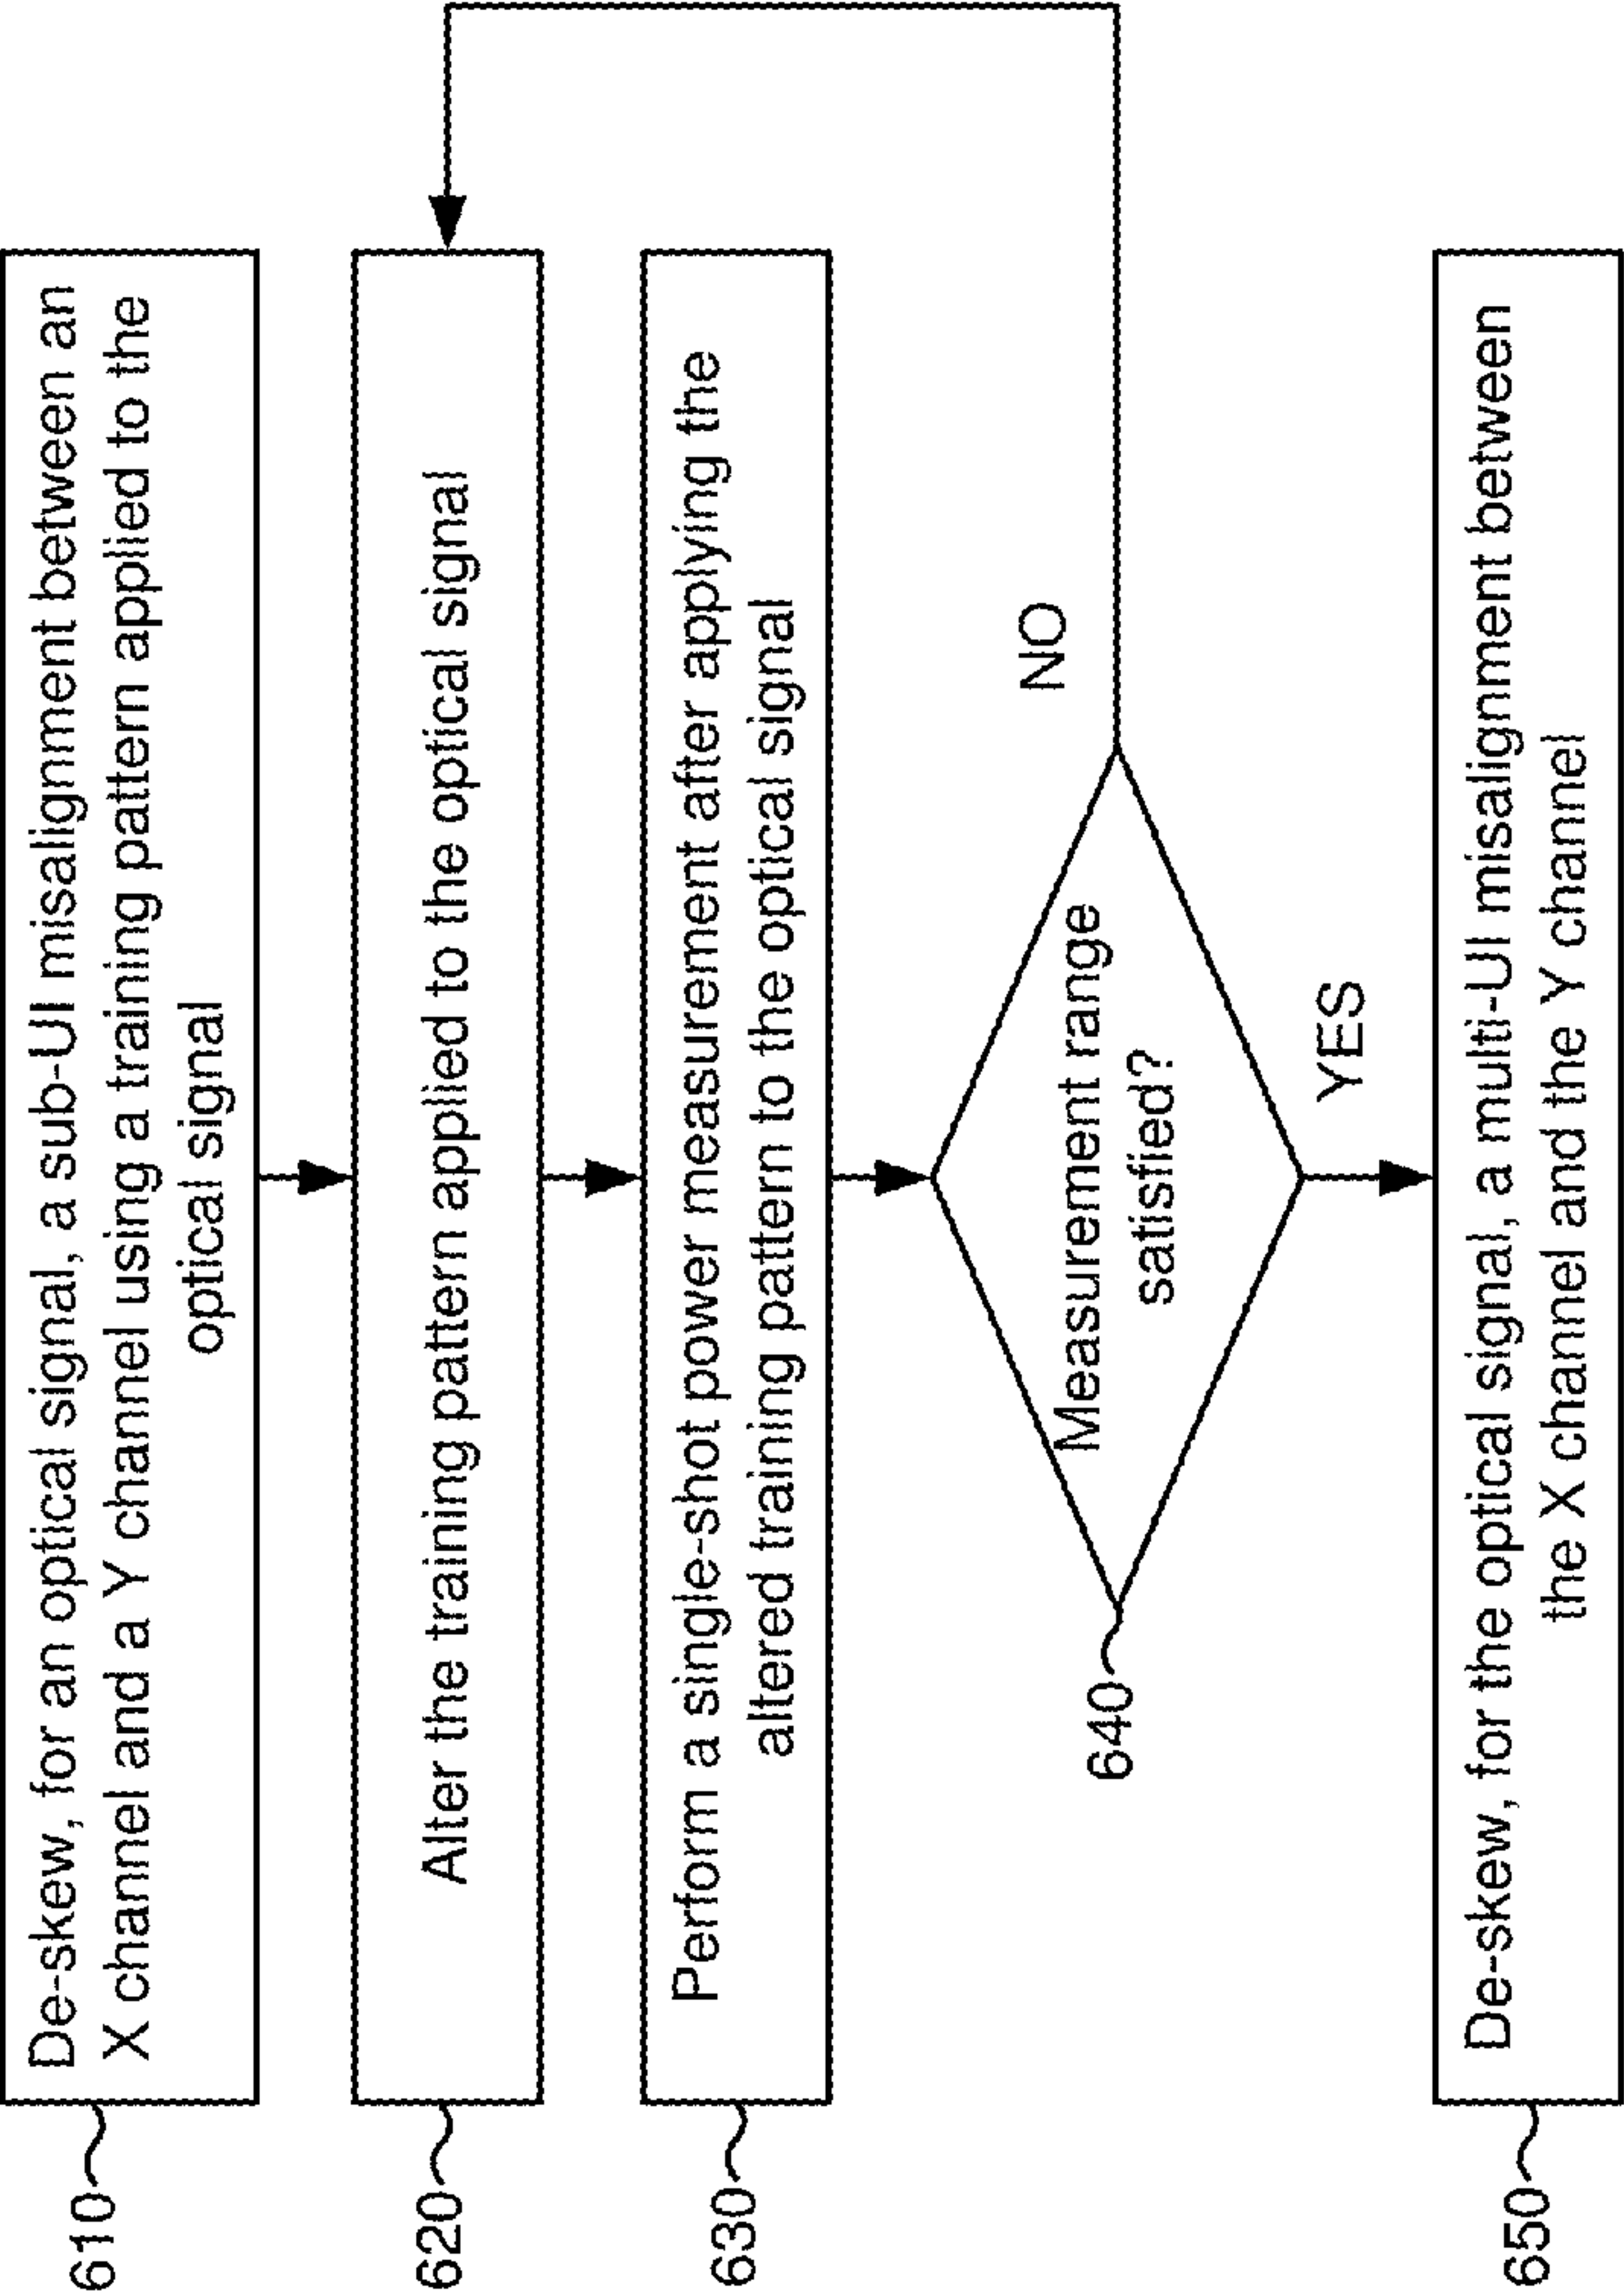 610
De-skew, for an optical signal, a sub-UI misalignment between an
X channel and a Y channel using a training pattern applied to the
optical signal
620
Alter the training pattern applied to the optical signal
630
Perform a single-shot power measurement after applying the
altered training pattern to the optical signal
640
Measurement range
satisfied?
NO
YES
650
De-skew, for the optical signal, a multi-UI misalignment between
the X channel and the Y channel